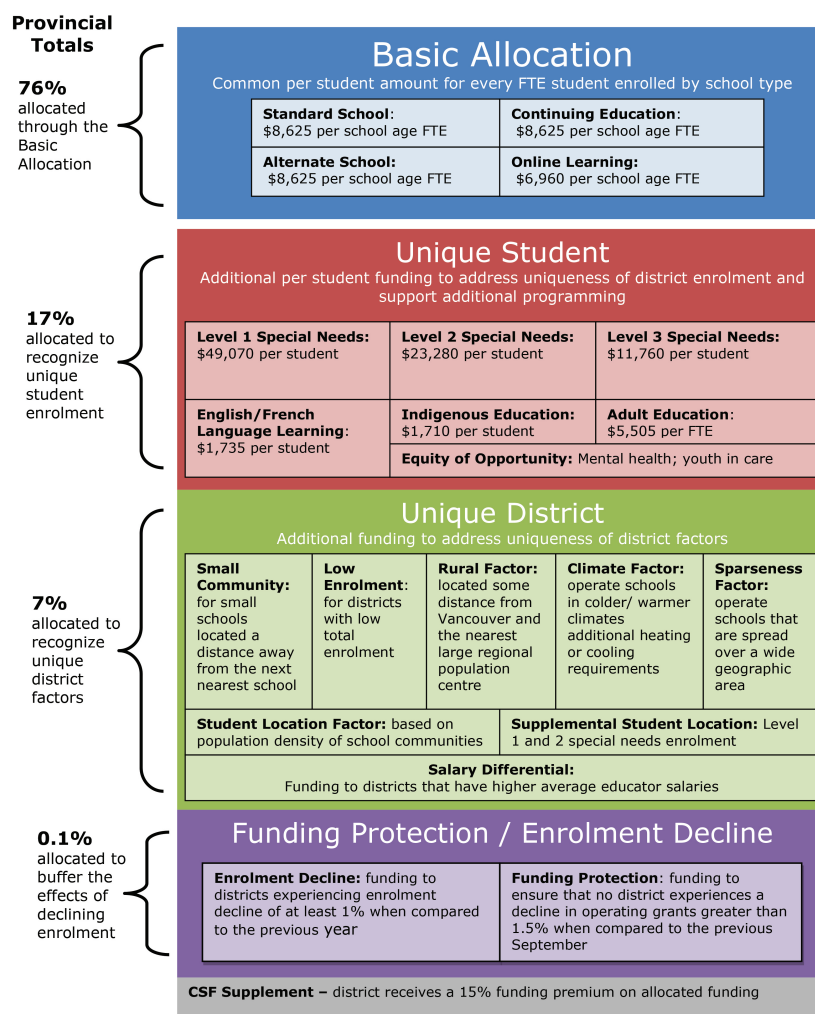 Provincial
Totals
76%
allocated
through the
Basic
Allocation
Basic Allocation
Common per student amount for every FTE student enrolled by school type
Standard School:
$8,625 per school age FTE
Continuing Education:
$8,625 per school age FTE
Alternate School:
$8,625 per school age FTE
Online Learning:
$6,960 per school age FTE
17%
allocated to
recognize
unique
student
enrolment
Unique Student
Additional per student funding to address uniqueness of district enrolment and
support additional programming
Level 1 Special Needs:
$49,070 per student
Level 2 Special Needs:
$23,280 per student
Level 3 Special Needs:
$11,760 per student
English/French
Language Learning:
$1,735 per student
Indigenous Education:
$1,710 per student
Adult Education:
$5,505 per FTE
Equity of Opportunity: Mental health; youth in care
7%
allocated to
recognize
unique
district
factors
Unique District
Additional funding to address uniqueness of district factors
Small
Community:
for small
schools
located a
distance away
from the next
nearest school
Low
Enrolment:
for districts
with low
total
enrolment
Rural Factor:
located some
distance from
Vancouver and
the nearest
large regional
population
centre
Climate Factor:
operate schools
in colder/ warmer
climates
additional heating
or cooling
requirements
Sparseness
Factor:
operate
schools that
are spread
over a wide
geographic
area
Student Location Factor: based on
population density of school communities
Supplemental Student Location: Level
1 and 2 special needs enrolment
Salary Differential:
Funding to districts that have higher average educator salaries
0.1%
allocated to
buffer the
effects of
declining
enrolment
Funding Protection / Enrolment Decline
Enrolment Decline: funding to
districts experiencing enrolment
decline of at least 1% when compared
to the previous year
Funding Protection: funding to
ensure that no district experiences a
decline in operating grants greater than
1.5% when compared to the previous
September
CSF Supplement – district receives a 15% funding premium on allocated funding